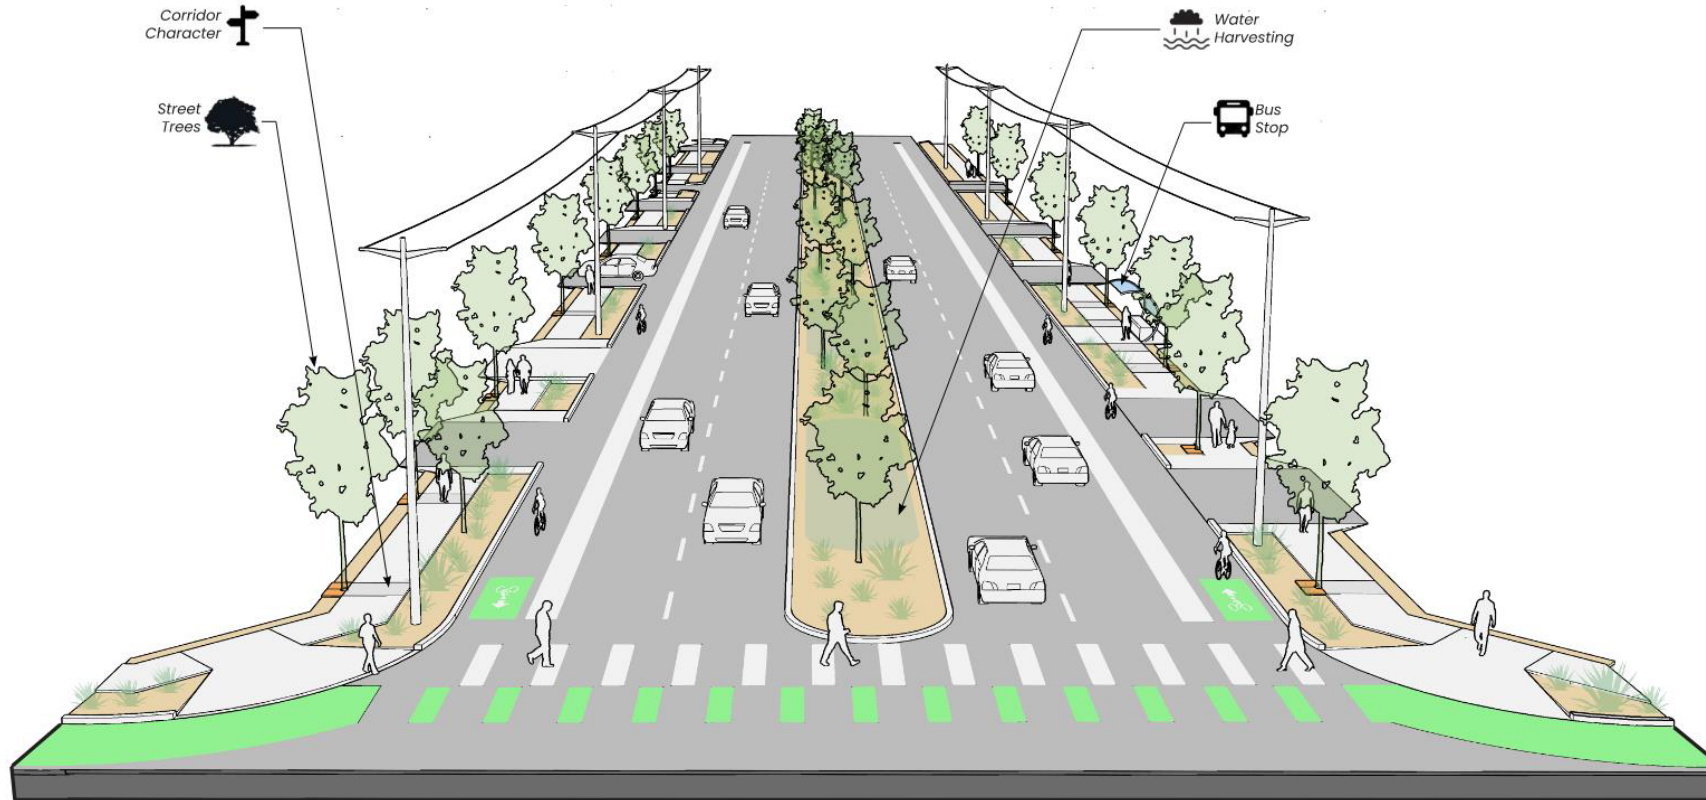 Corridor
Character
Street
Trees
Water
Harvesting
Bus
Stop